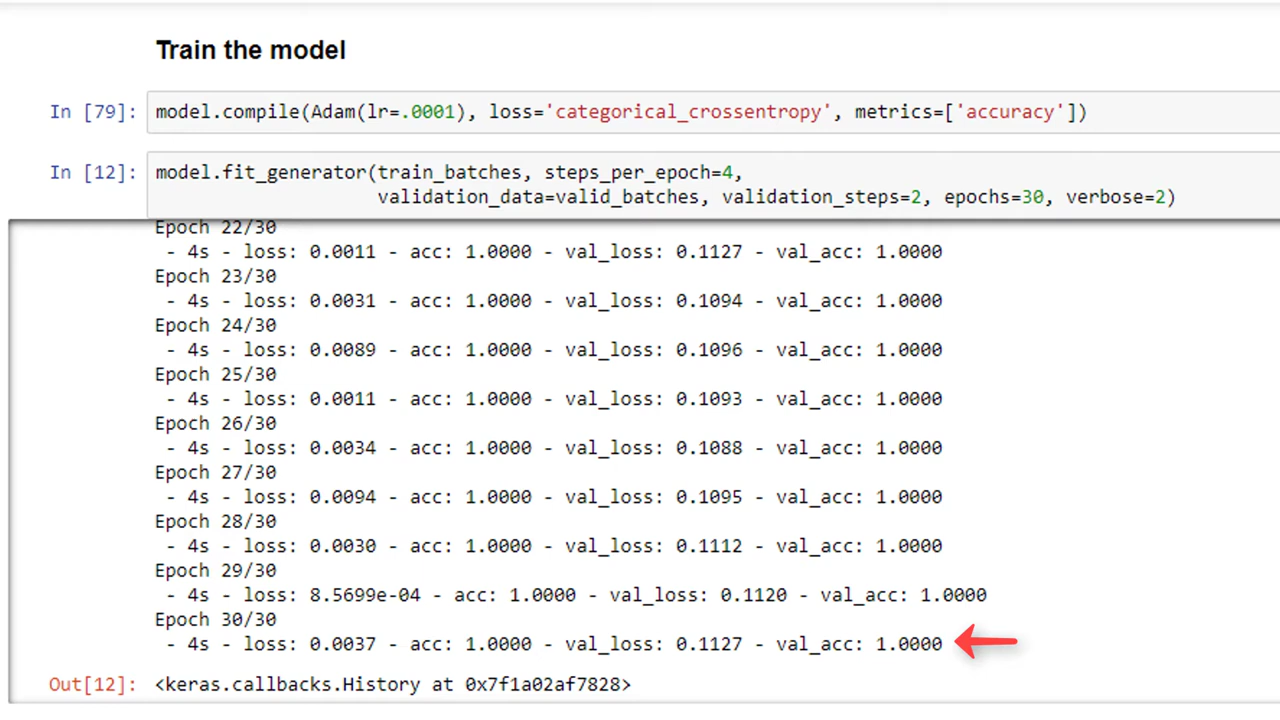 Train the model
In [79]: model.compile(Adam(lr=.0001), loss='categorical_crossentropy', metrics=['accuracy'])
In [12]: model.fit_generator(train_batches, steps_per_epoch=4,
validation_data=valid_batches, validation_steps=2, epochs=30, verbose=2)
Epoch 22/30
- 4s - loss: 0.0011 - acc: 1.0000 - val_loss: 0.1127 - val_acc: 1.0000
Epoch 23/30
- 4s - loss: 0.0031 - acc: 1.0000 - val_loss: 0.1094 - val_acc: 1.0000
Epoch 24/30
- 4s - loss: 0.0089 - acc: 1.0000 - val_loss: 0.1096 - val_acc: 1.0000
Epoch 25/30
- 4s - loss: 0.0011 - acc: 1.0000 - val_loss: 0.1093 - val_acc: 1.0000
Epoch 26/30
- 4s - loss: 0.0034 - acc: 1.0000 - val_loss: 0.1088 - val_acc: 1.0000
Epoch 27/30
- 4s - loss: 0.0094 - acc: 1.0000 - val_loss: 0.1095 - val_acc: 1.0000
Epoch 28/30
- 4s - loss: 0.0030 - acc: 1.0000 - val_loss: 0.1112 - val_acc: 1.0000
Epoch 29/30
- 4s - loss: 8.5699e-04 - acc: 1.0000 - val_loss: 0.1120 - val_acc: 1.0000
Epoch 30/30
- 4s - loss: 0.0037 - acc: 1.0000 - val_loss: 0.1127 - val_acc: 1.0000
Out[12]: <keras.callbacks.History at 0x7f1a02af7828>